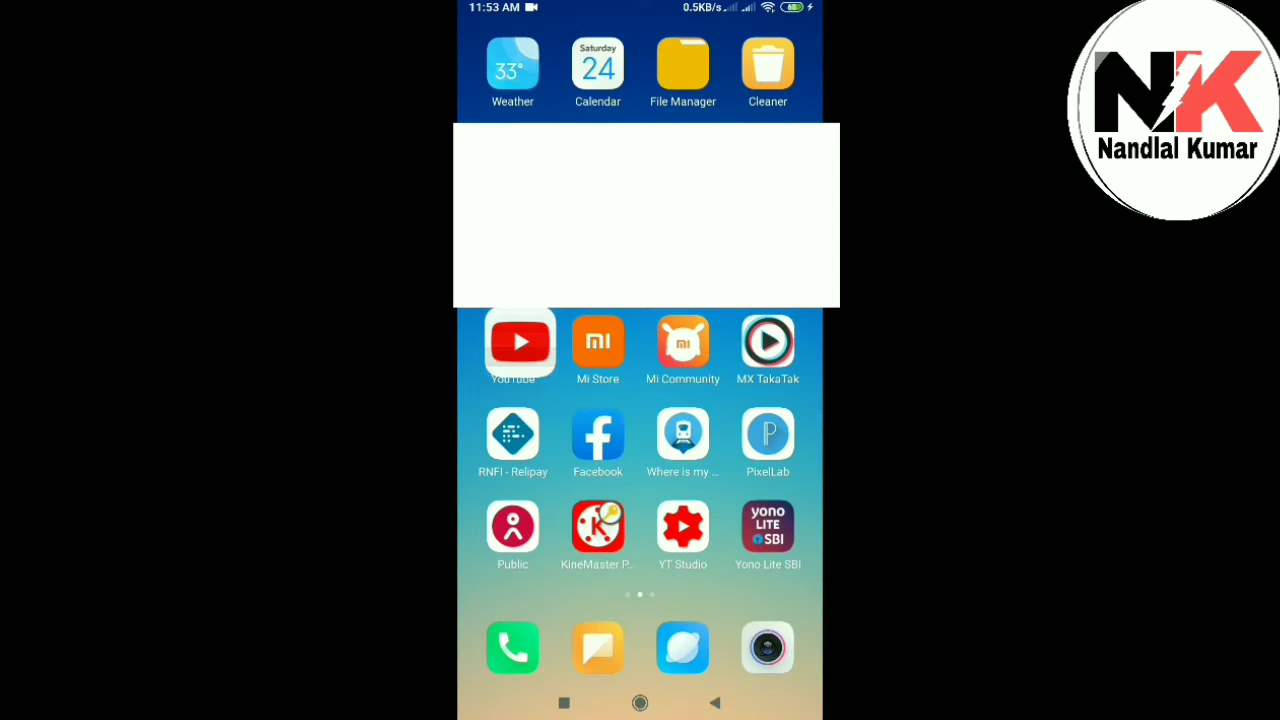 11:53 AM
0.5KB/s
68
33°
Saturday
24
Weather
Calendar
File Manager
Cleaner
NK
Nandlal Kumar
YouTube
Mi Store
Mi Community
MX TakaTak
RNFI - Relipay
Facebook
Where is my ...
PixelLab
yono
LITE
SBI
Public
KineMaster P..
YT Studio
Yono Lite SBI